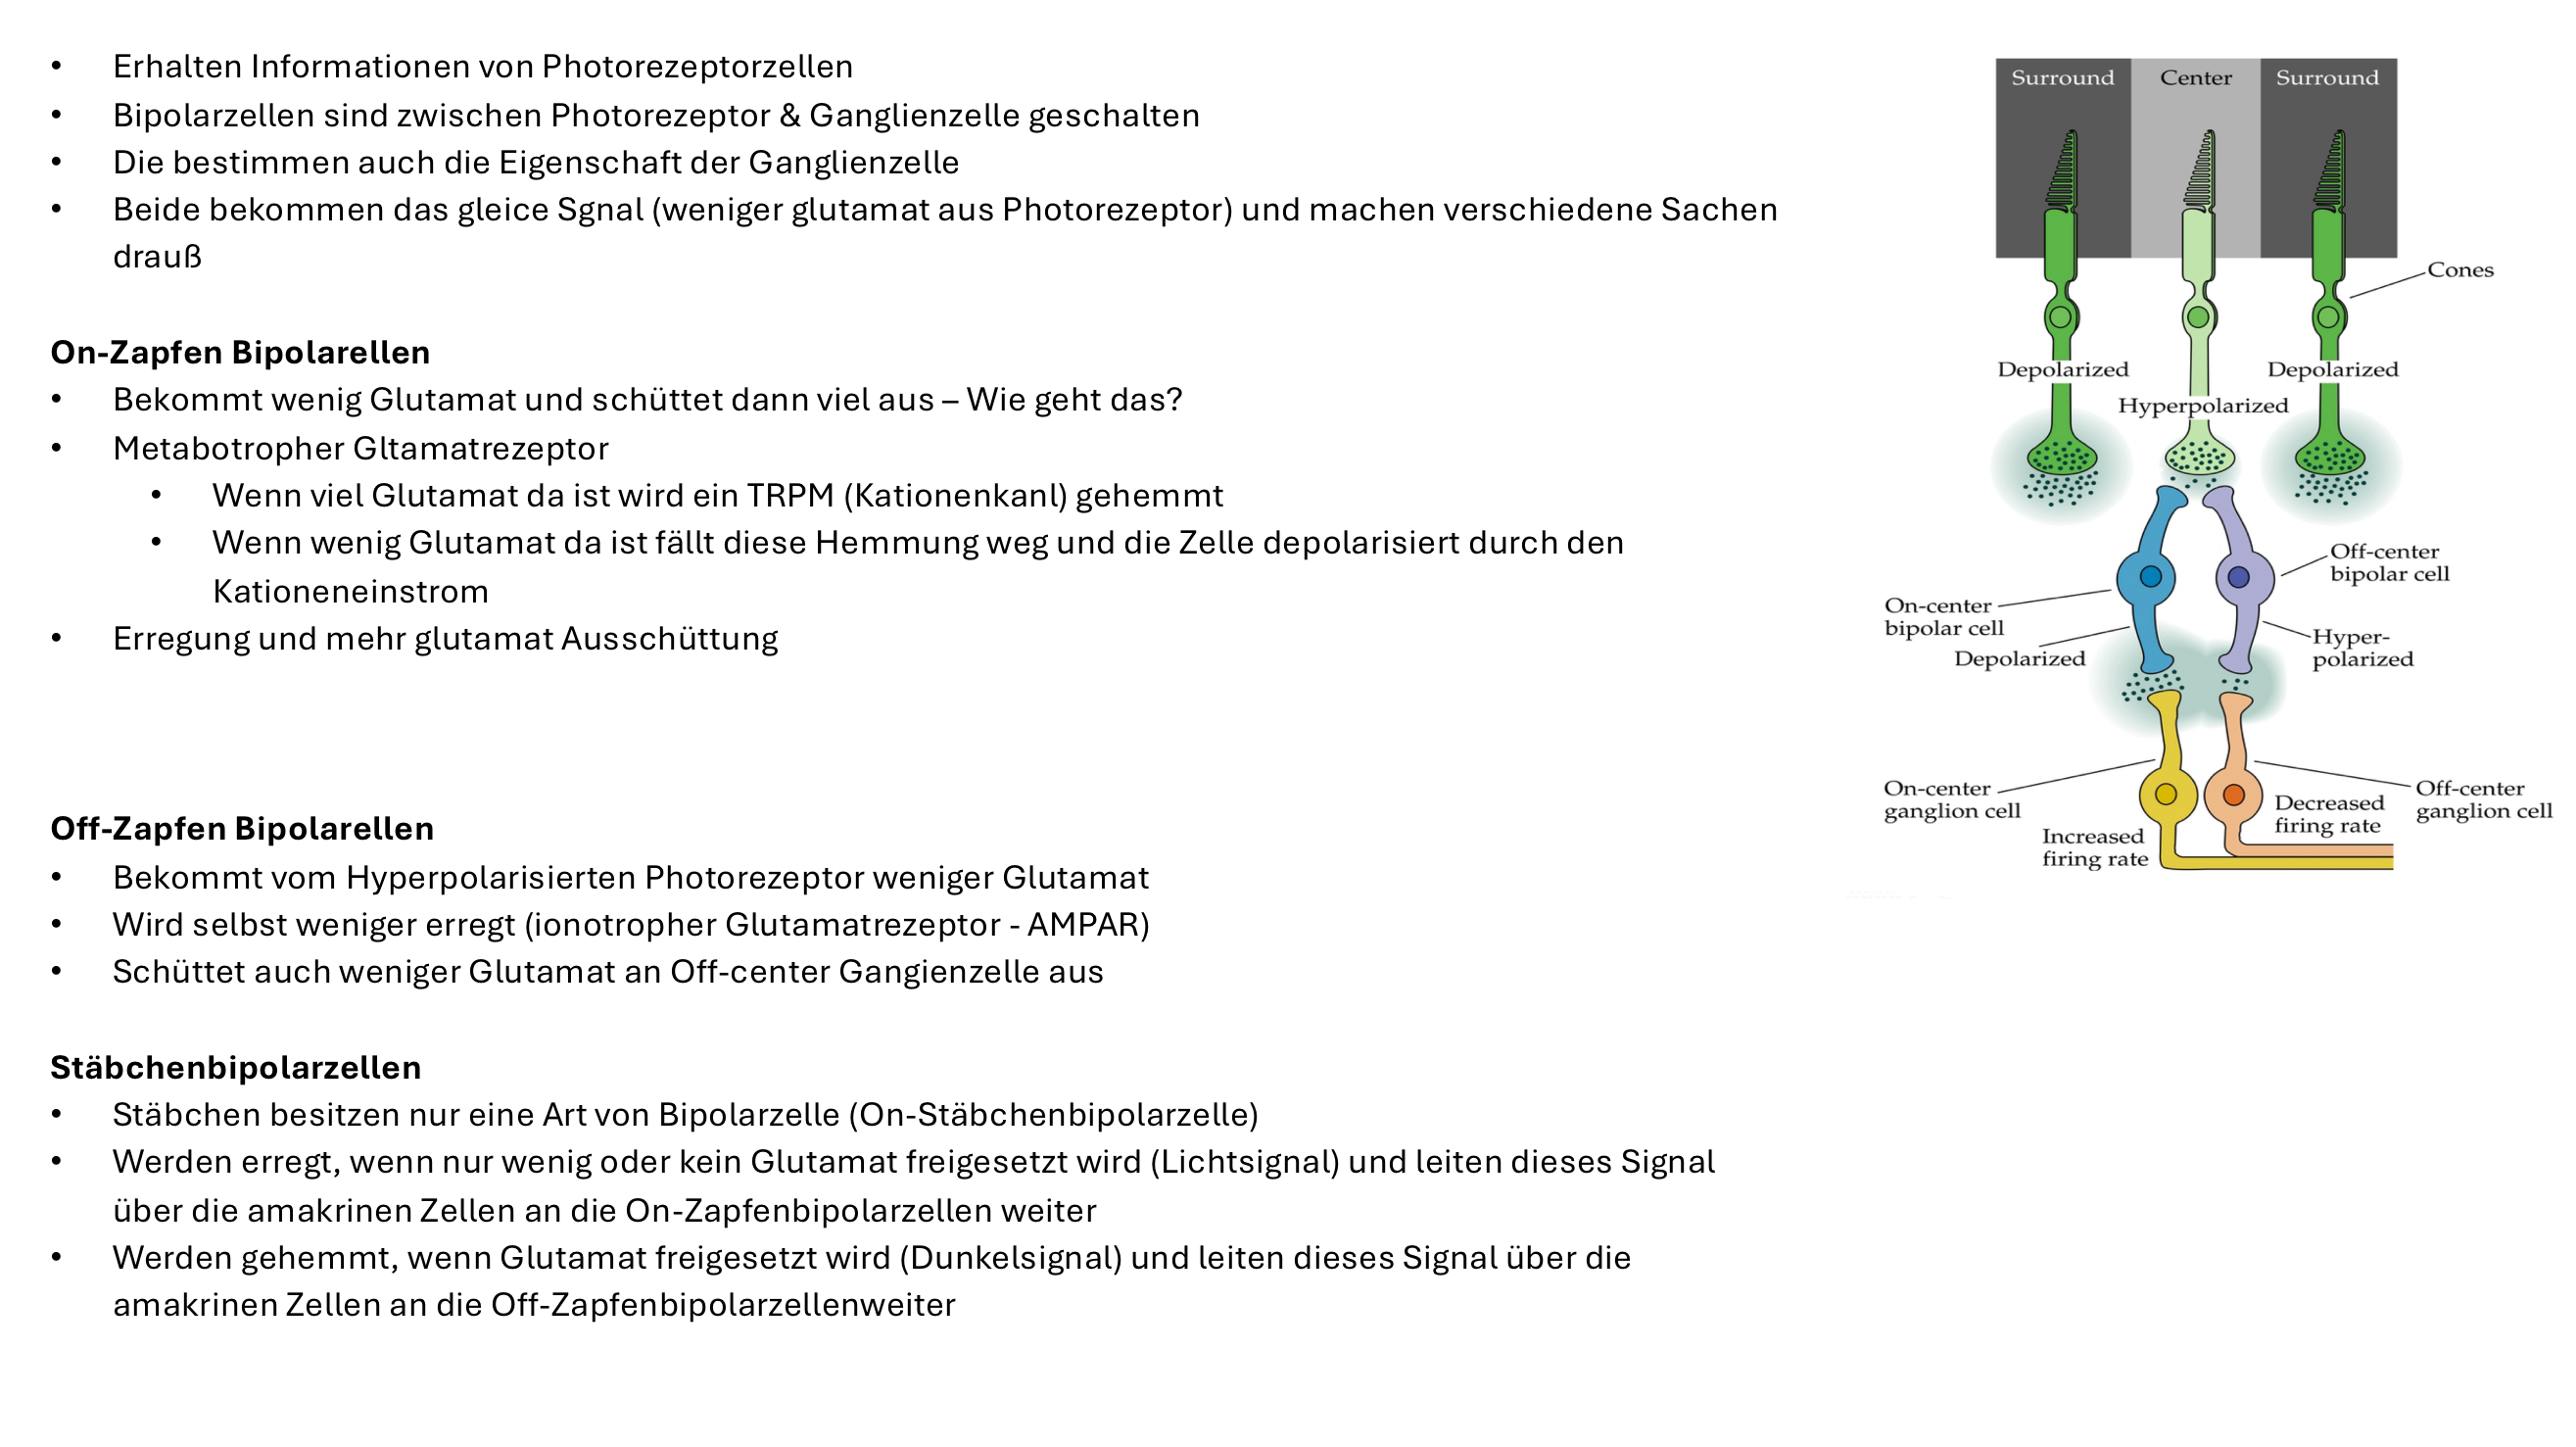 • Erhalten Informationen von Photorezeptorzellen
• Bipolarzellen sind zwischen Photorezeptor & Ganglienzelle geschalten
• Die bestimmen auch die Eigenschaft der Ganglienzelle
• Beide bekommen das gleice Sgnal (weniger glutamat aus Photorezeptor) und machen verschiedene Sachen
drauß
On-Zapfen Bipolarellen
• Bekommt wenig Glutamat und schüttet dann viel aus – Wie geht das?
• Metabotropher Gltamatrezeptor
• Wenn viel Glutamat da ist wird ein TRPM (Kationenkanl) gehemmt
• Wenn wenig Glutamat da ist fällt diese Hemmung weg und die Zelle depolarisiert durch den
Kationeneinstrom
• Erregung und mehr glutamat Ausschüttung
Off-Zapfen Bipolarellen
• Bekommt vom Hyperpolarisierten Photorezeptor weniger Glutamat
• Wird selbst weniger erregt (ionotropher Glutamatrezeptor - AMPAR)
• Schüttet auch weniger Glutamat an Off-center Gangienzelle aus
Stäbchenbipolarzellen
• Stäbchen besitzen nur eine Art von Bipolarzelle (On-Stäbchenbipolarzelle)
• Werden erregt, wenn nur wenig oder kein Glutamat freigesetzt wird (Lichtsignal) und leiten dieses Signal
über die amakrinen Zellen an die On-Zapfenbipolarzellen weiter
• Werden gehemmt, wenn Glutamat freigesetzt wird (Dunkelsignal) und leiten dieses Signal über die
amakrinen Zellen an die Off-Zapfenbipolarzellenweiter
Surround
Center
Surround
Cones
Depolarized
Depolarized
Hyperpolarized
Off-center
bipolar cell
On-center
bipolar cell
Hyper-
polarized
Depolarized
On-center
ganglion cell
Decreased
firing rate
Off-center
ganglion cell
Increased
firing rate